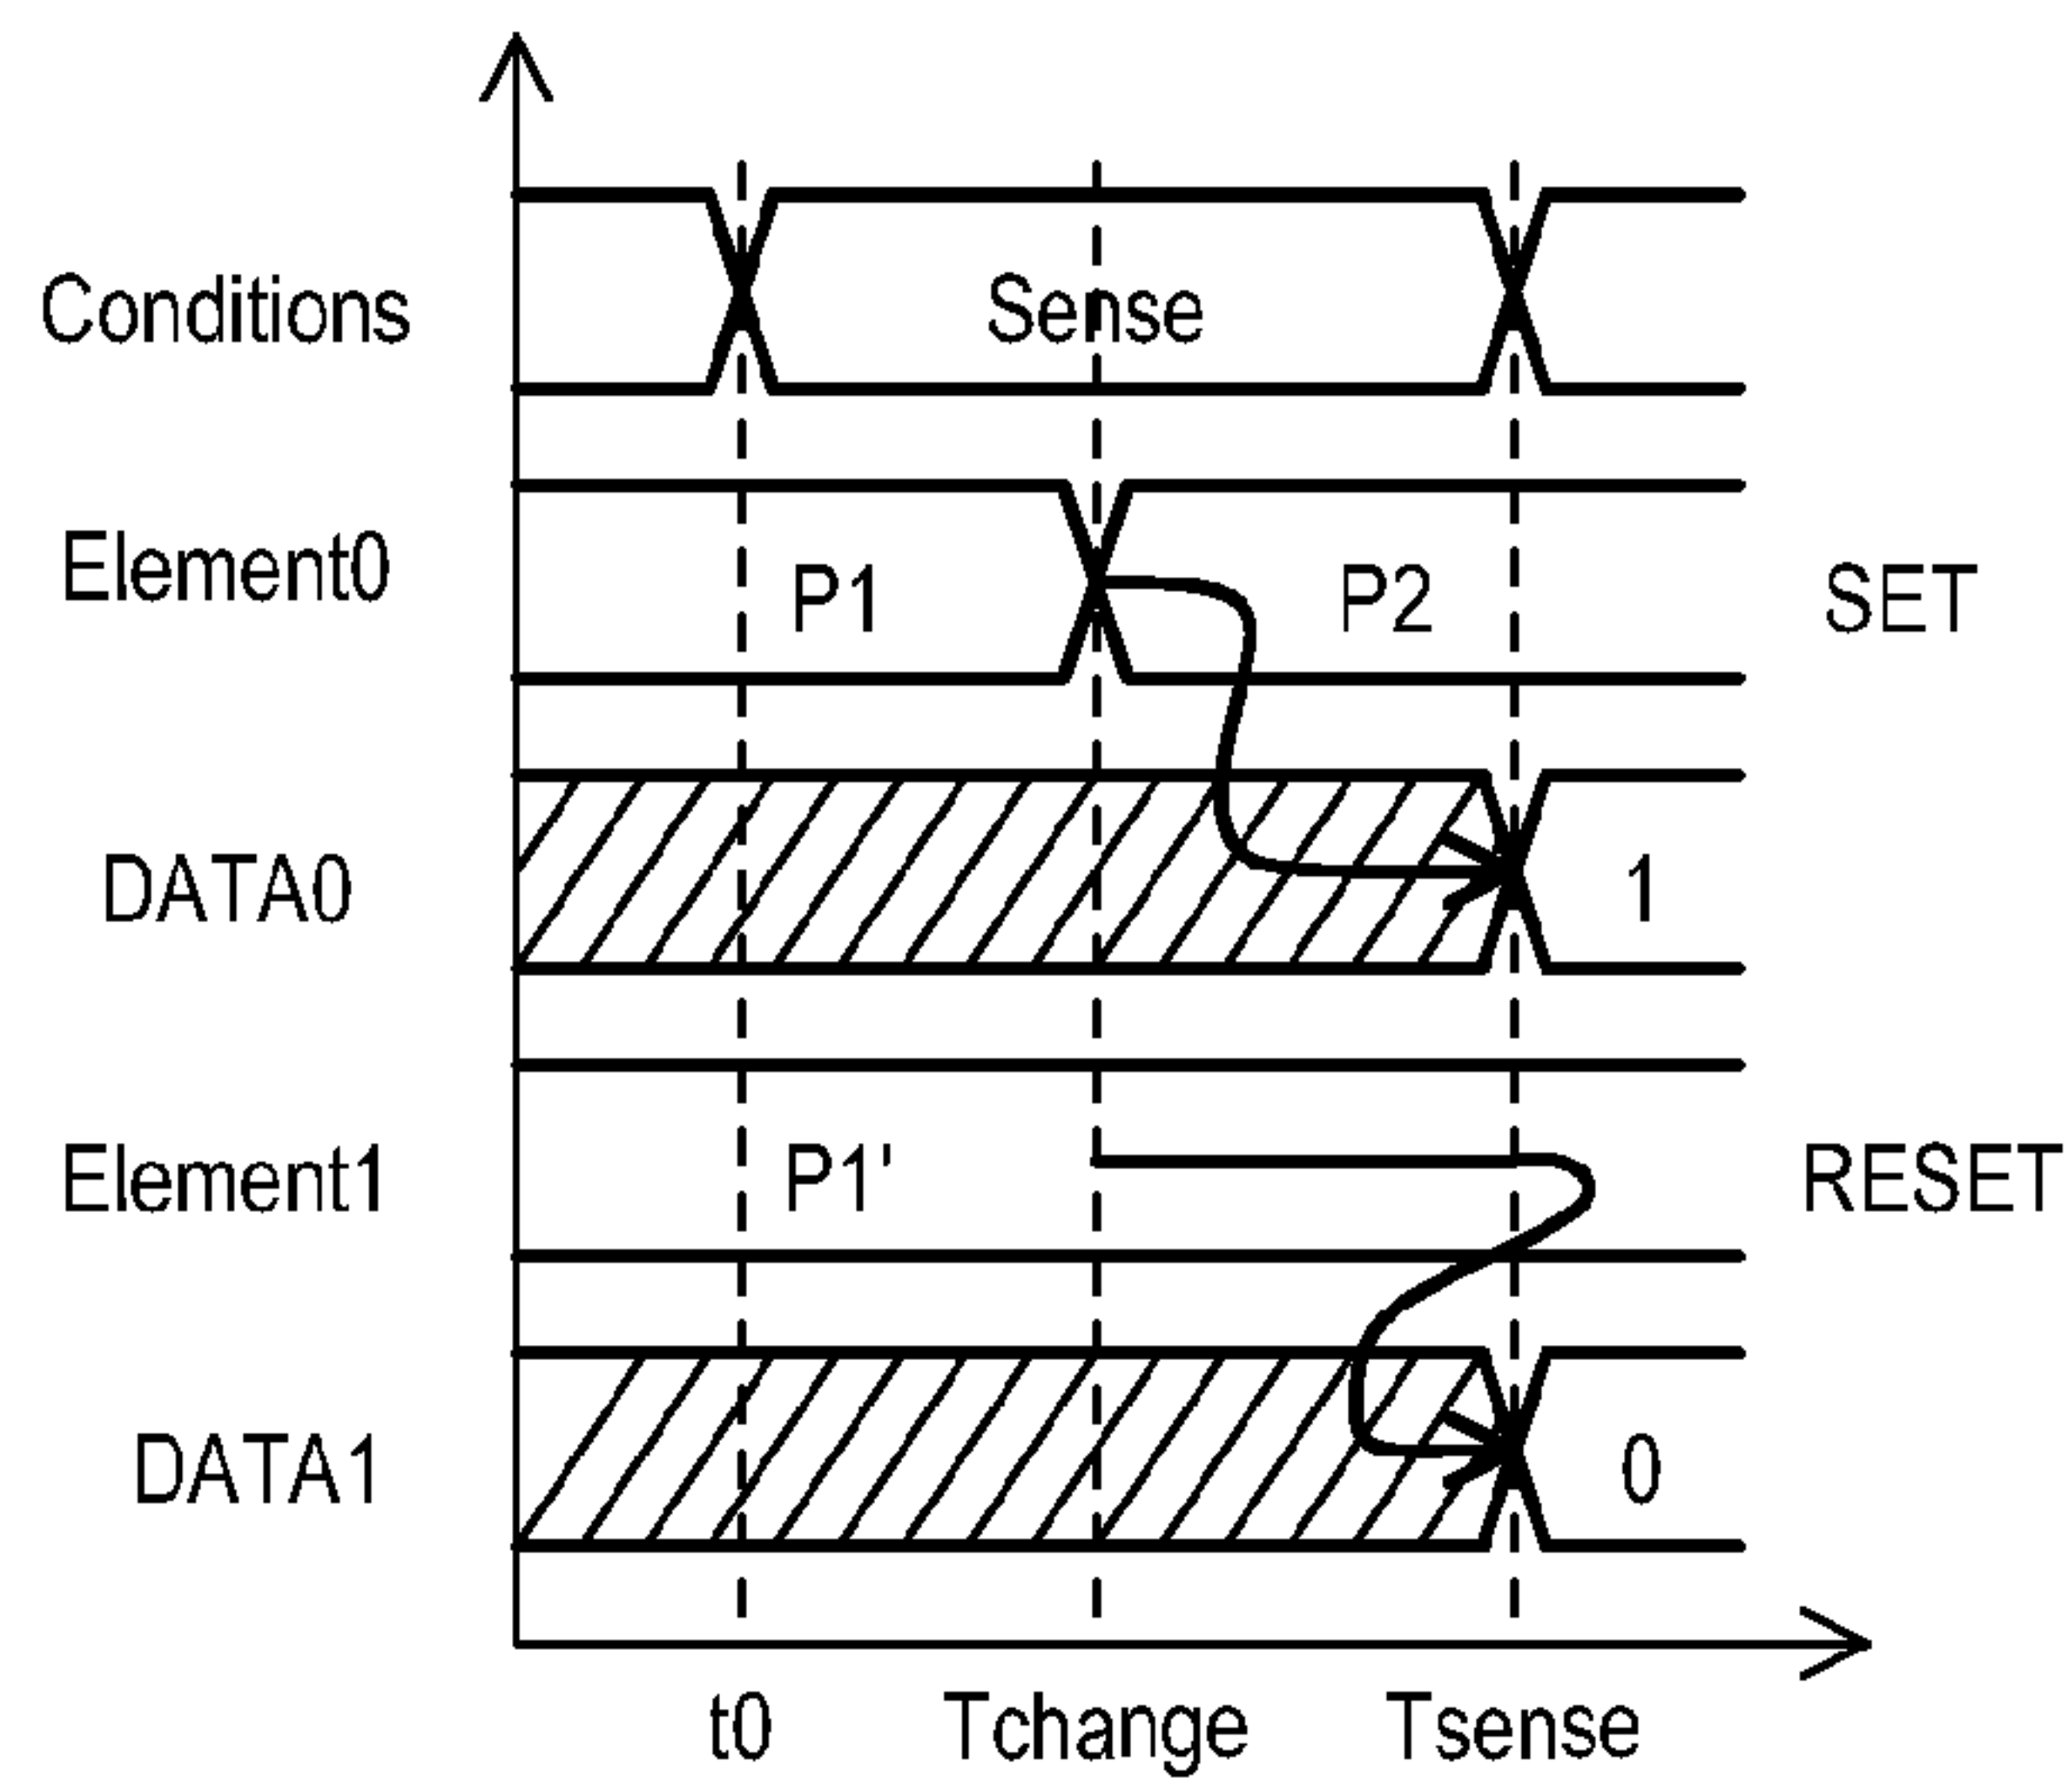 Conditions Sense
Element0 P1 P2 SET
DATA0 1
Element1 P1' RESET
DATA1 0
t0 Tchange Tsense